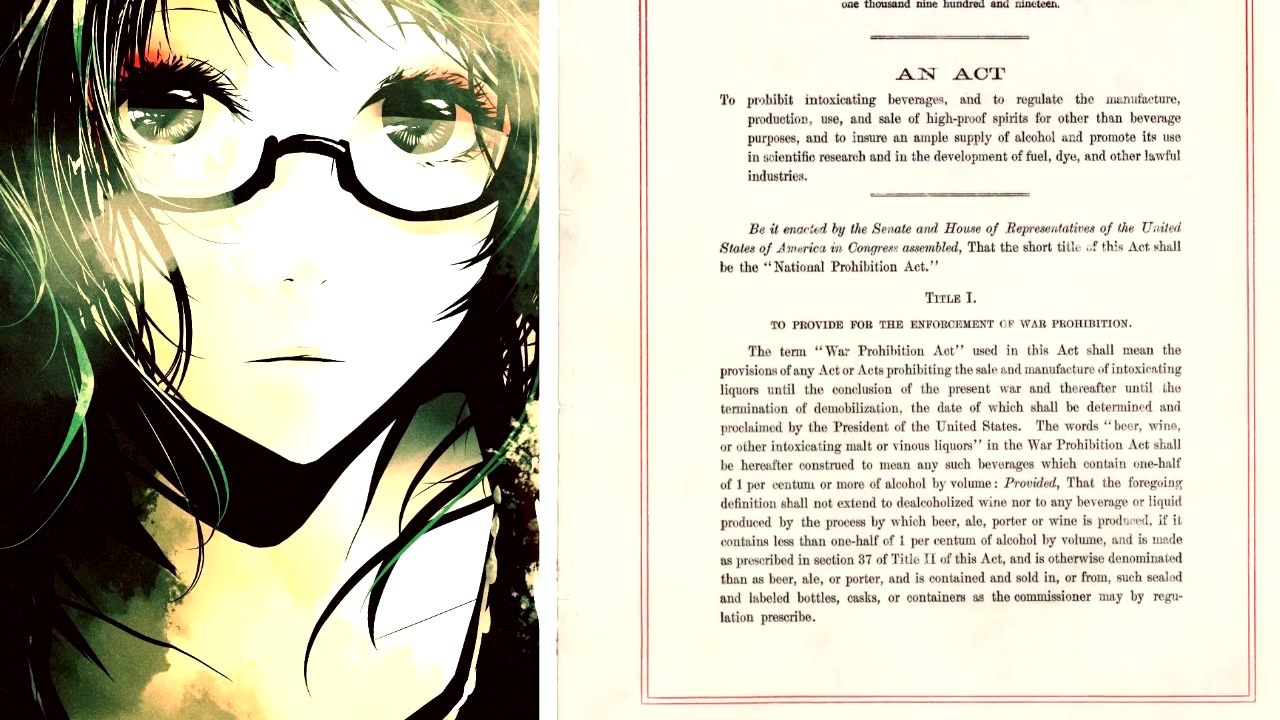 one thousand nine hundred and nineteen.
AN ACT
To prohibit intoxicating beverages, and to regulate the manufacture,
production, use, and sale of high-proof spirits for other than beverage
purposes, and to insure an ample supply of alcohol and promote its use
in scientific research and in the development of fuel, dye, and other lawful
industries.
Be it enacted by the Senate and House of Representatives of the United
States of America in Congress assembled, That the short title of this Act shall
be the “National Prohibition Act.”
TITLE I.
TO PROVIDE FOR THE ENFORCEMENT OF WAR PROHIBITION.
The term “War Prohibition Act” used in this Act shall mean the
provisions of any Act or Acts prohibiting the sale and manufacture of intoxicating
liquors until the conclusion of the present war and thereafter until the
termination of demobilization, the date of which shall be determined and
proclaimed by the President of the United States. The words “beer, wine,
or other intoxicating malt or vinous liquors” in the War Prohibition Act shall
be hereafter construed to mean any such beverages which contain one-half
of 1 per centum or more of alcohol by volume: Provided, That the foregoing
definition shall not extend to dealcoholized wine nor to any beverage or liquid
produced by the process by which beer, ale, porter or wine is produced, if it
contains less than one-half of 1 per centum of alcohol by volume, and is made
as prescribed in section 37 of Title II of this Act, and is otherwise denominated
than as beer, ale, or porter, and is contained and sold in, or from, such sealed
and labeled bottles, casks, or containers as the commissioner may by regu-
lation prescribe.